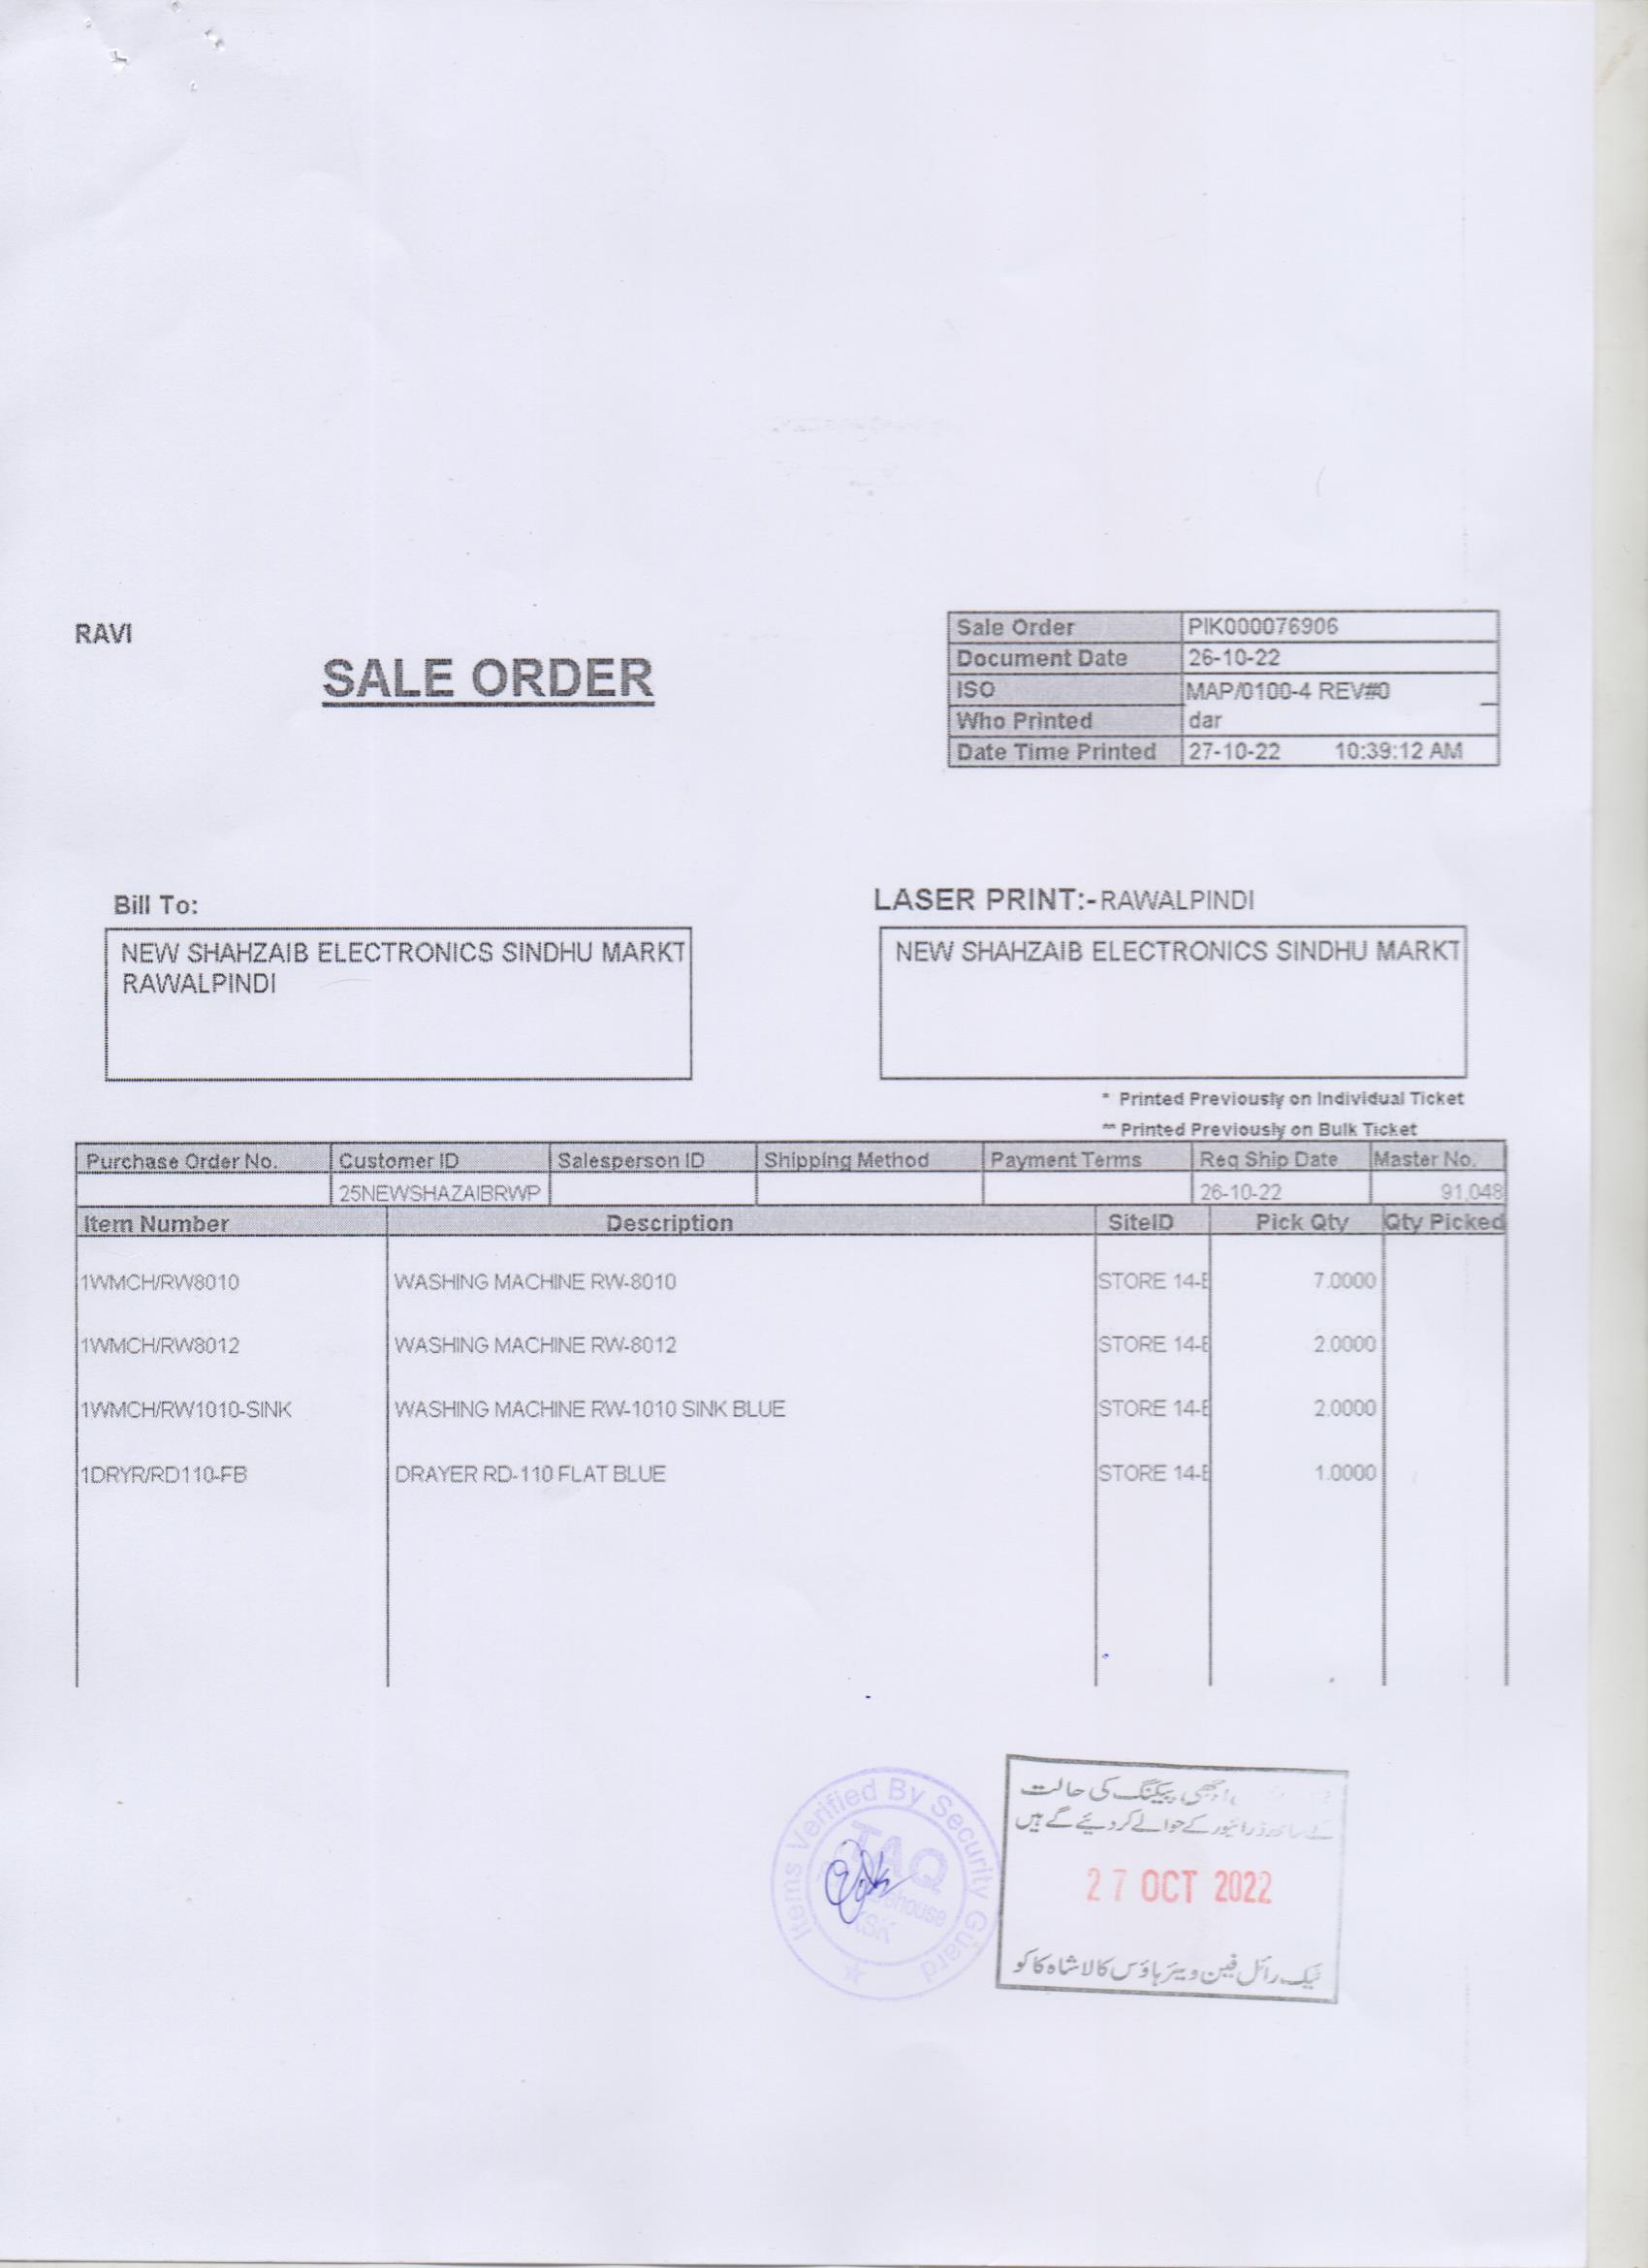 RAVI
SALE ORDER
Sale Order PIK000076906
Document Date 26-10-22
ISO MAP/0100-4 REV#0
Who Printed dar
Date Time Printed 27-10-22 10:39:12 AM
Bill To:
NEW SHAHZAIB ELECTRONICS SINDHU MARKT
RAWALPINDI
LASER PRINT:-RAWALPINDI
NEW SHAHZAIB ELECTRONICS SINDHU MARKT
* Printed Previously on Individual Ticket
** Printed Previously on Bulk Ticket
Purchase Order No. Customer ID Salesperson ID Shipping Method Payment Terms Req Ship Date Master No.
25NEWSHAZAIBRWP 26-10-22 91,048
Item Number Description SiteID Pick Qty Qty Picked
1WMCH/RW8010 WASHING MACHINE RW-8010 STORE 14-E 7.0000
1WMCH/RW8012 WASHING MACHINE RW-8012 STORE 14-E 2.0000
1WMCH/RW1010-SINK WASHING MACHINE RW-1010 SINK BLUE STORE 14-E 2.0000
1DRYR/RD110-FB DRAYER RD-110 FLAT BLUE STORE 14-E 1.0000
Items Verified By Security Guard
TAQ
KSK
اچھی پیکنگ کی حالت
ڈرائیور کے حوالے کر دیئے گے ہیں
27 OCT 2022
ٹیک رائل فین ویئر ہاؤس کالا شاہ کاکو